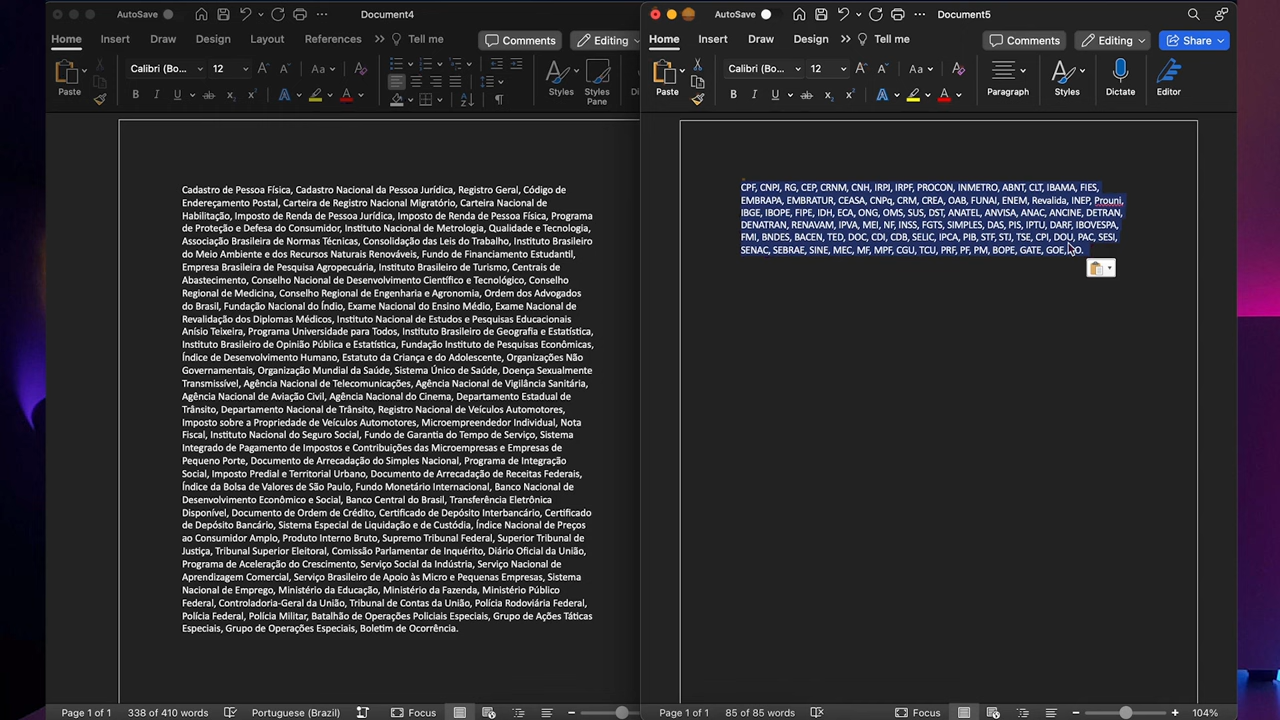 AutoSave
Document4
Home Insert Draw Design Layout References Tell me Comments Editing
Paste
Calibri (Bo... 12
Styles
Styles Pane
Cadastro de Pessoa Física, Cadastro Nacional da Pessoa Jurídica, Registro Geral, Código de
Endereçamento Postal, Carteira de Registro Nacional Migratório, Carteira Nacional de
Habilitação, Imposto de Renda de Pessoa Jurídica, Imposto de Renda de Pessoa Física, Programa
de Proteção e Defesa do Consumidor, Instituto Nacional de Metrologia, Qualidade e Tecnologia,
Associação Brasileira de Normas Técnicas, Consolidação das Leis do Trabalho, Instituto Brasileiro
do Meio Ambiente e dos Recursos Naturais Renováveis, Fundo de Financiamento Estudantil,
Empresa Brasileira de Pesquisa Agropecuária, Instituto Brasileiro de Turismo, Centrais de
Abastecimento, Conselho Nacional de Desenvolvimento Científico e Tecnológico, Conselho
Regional de Medicina, Conselho Regional de Engenharia e Agronomia, Ordem dos Advogados
do Brasil, Fundação Nacional do Índio, Exame Nacional do Ensino Médio, Exame Nacional de
Revalidação dos Diplomas Médicos, Instituto Nacional de Estudos e Pesquisas Educacionais
Anísio Teixeira, Programa Universidade para Todos, Instituto Brasileiro de Geografia e Estatística,
Instituto Brasileiro de Opinião Pública e Estatística, Fundação Instituto de Pesquisas Econômicas,
Índice de Desenvolvimento Humano, Estatuto da Criança e do Adolescente, Organizações Não
Governamentais, Organização Mundial da Saúde, Sistema Único de Saúde, Doença Sexualmente
Transmissível, Agência Nacional de Telecomunicações, Agência Nacional de Vigilância Sanitária,
Agência Nacional de Aviação Civil, Agência Nacional do Cinema, Departamento Estadual de
Trânsito, Departamento Nacional de Trânsito, Registro Nacional de Veículos Automotores,
Imposto sobre a Propriedade de Veículos Automotores, Microempreendedor Individual, Nota
Fiscal, Instituto Nacional do Seguro Social, Fundo de Garantia do Tempo de Serviço, Sistema
Integrado de Pagamento de Impostos e Contribuições das Microempresas e Empresas de
Pequeno Porte, Documento de Arrecadação do Simples Nacional, Programa de Integração
Social, Imposto Predial e Territorial Urbano, Documento de Arrecadação de Receitas Federais,
Índice da Bolsa de Valores de São Paulo, Fundo Monetário Internacional, Banco Nacional de
Desenvolvimento Econômico e Social, Banco Central do Brasil, Transferência Eletrônica
Disponível, Documento de Ordem de Crédito, Certificado de Depósito Interbancário, Certificado
de Depósito Bancário, Sistema Especial de Liquidação e de Custódia, Índice Nacional de Preços
ao Consumidor Amplo, Produto Interno Bruto, Supremo Tribunal Federal, Superior Tribunal de
Justiça, Tribunal Superior Eleitoral, Comissão Parlamentar de Inquérito, Diário Oficial da União,
Programa de Aceleração do Crescimento, Serviço Social da Indústria, Serviço Nacional de
Aprendizagem Comercial, Serviço Brasileiro de Apoio às Micro e Pequenas Empresas, Sistema
Nacional de Emprego, Ministério da Educação, Ministério da Fazenda, Ministério Público
Federal, Controladoria-Geral da União, Tribunal de Contas da União, Polícia Rodoviária Federal,
Polícia Federal, Polícia Militar, Batalhão de Operações Policiais Especiais, Grupo de Ações Táticas
Especiais, Grupo de Operações Especiais, Boletim de Ocorrência.
Page 1 of 1 338 of 410 words Portuguese (Brazil) Focus
AutoSave
Document5
Home Insert Draw Design Tell me Comments Editing Share
Paste
Calibri (Bo... 12
Paragraph
Styles
Dictate
Editor
CPF, CNPJ, RG, CEP, CRNM, CNH, IRPJ, IRPF, PROCON, INMETRO, ABNT, CLT, IBAMA, FIES,
EMBRAPA, EMBRATUR, CEASA, CNPq, CRM, CREA, OAB, FUNAI, ENEM, Revalida, INEP, Prouni,
IBGE, IBOPE, FIPE, IDH, ECA, ONG, OMS, SUS, DST, ANATEL, ANVISA, ANAC, ANCINE, DETRAN,
DENATRAN, RENAVAM, IPVA, MEI, NF, INSS, FGTS, SIMPLES, DAS, PIS, IPTU, DARF, IBOVESPA,
FMI, BNDES, BACEN, TED, DOC, CDI, CDB, SELIC, IPCA, PIB, STF, STJ, TSE, CPI, DOU, PAC, SESI,
SENAC, SEBRAE, SINE, MEC, MF, MPF, CGU, TCU, PRF, PF, PM, BOPE, GATE, GOE,
Page 1 of 1 85 of 85 words Focus 104%